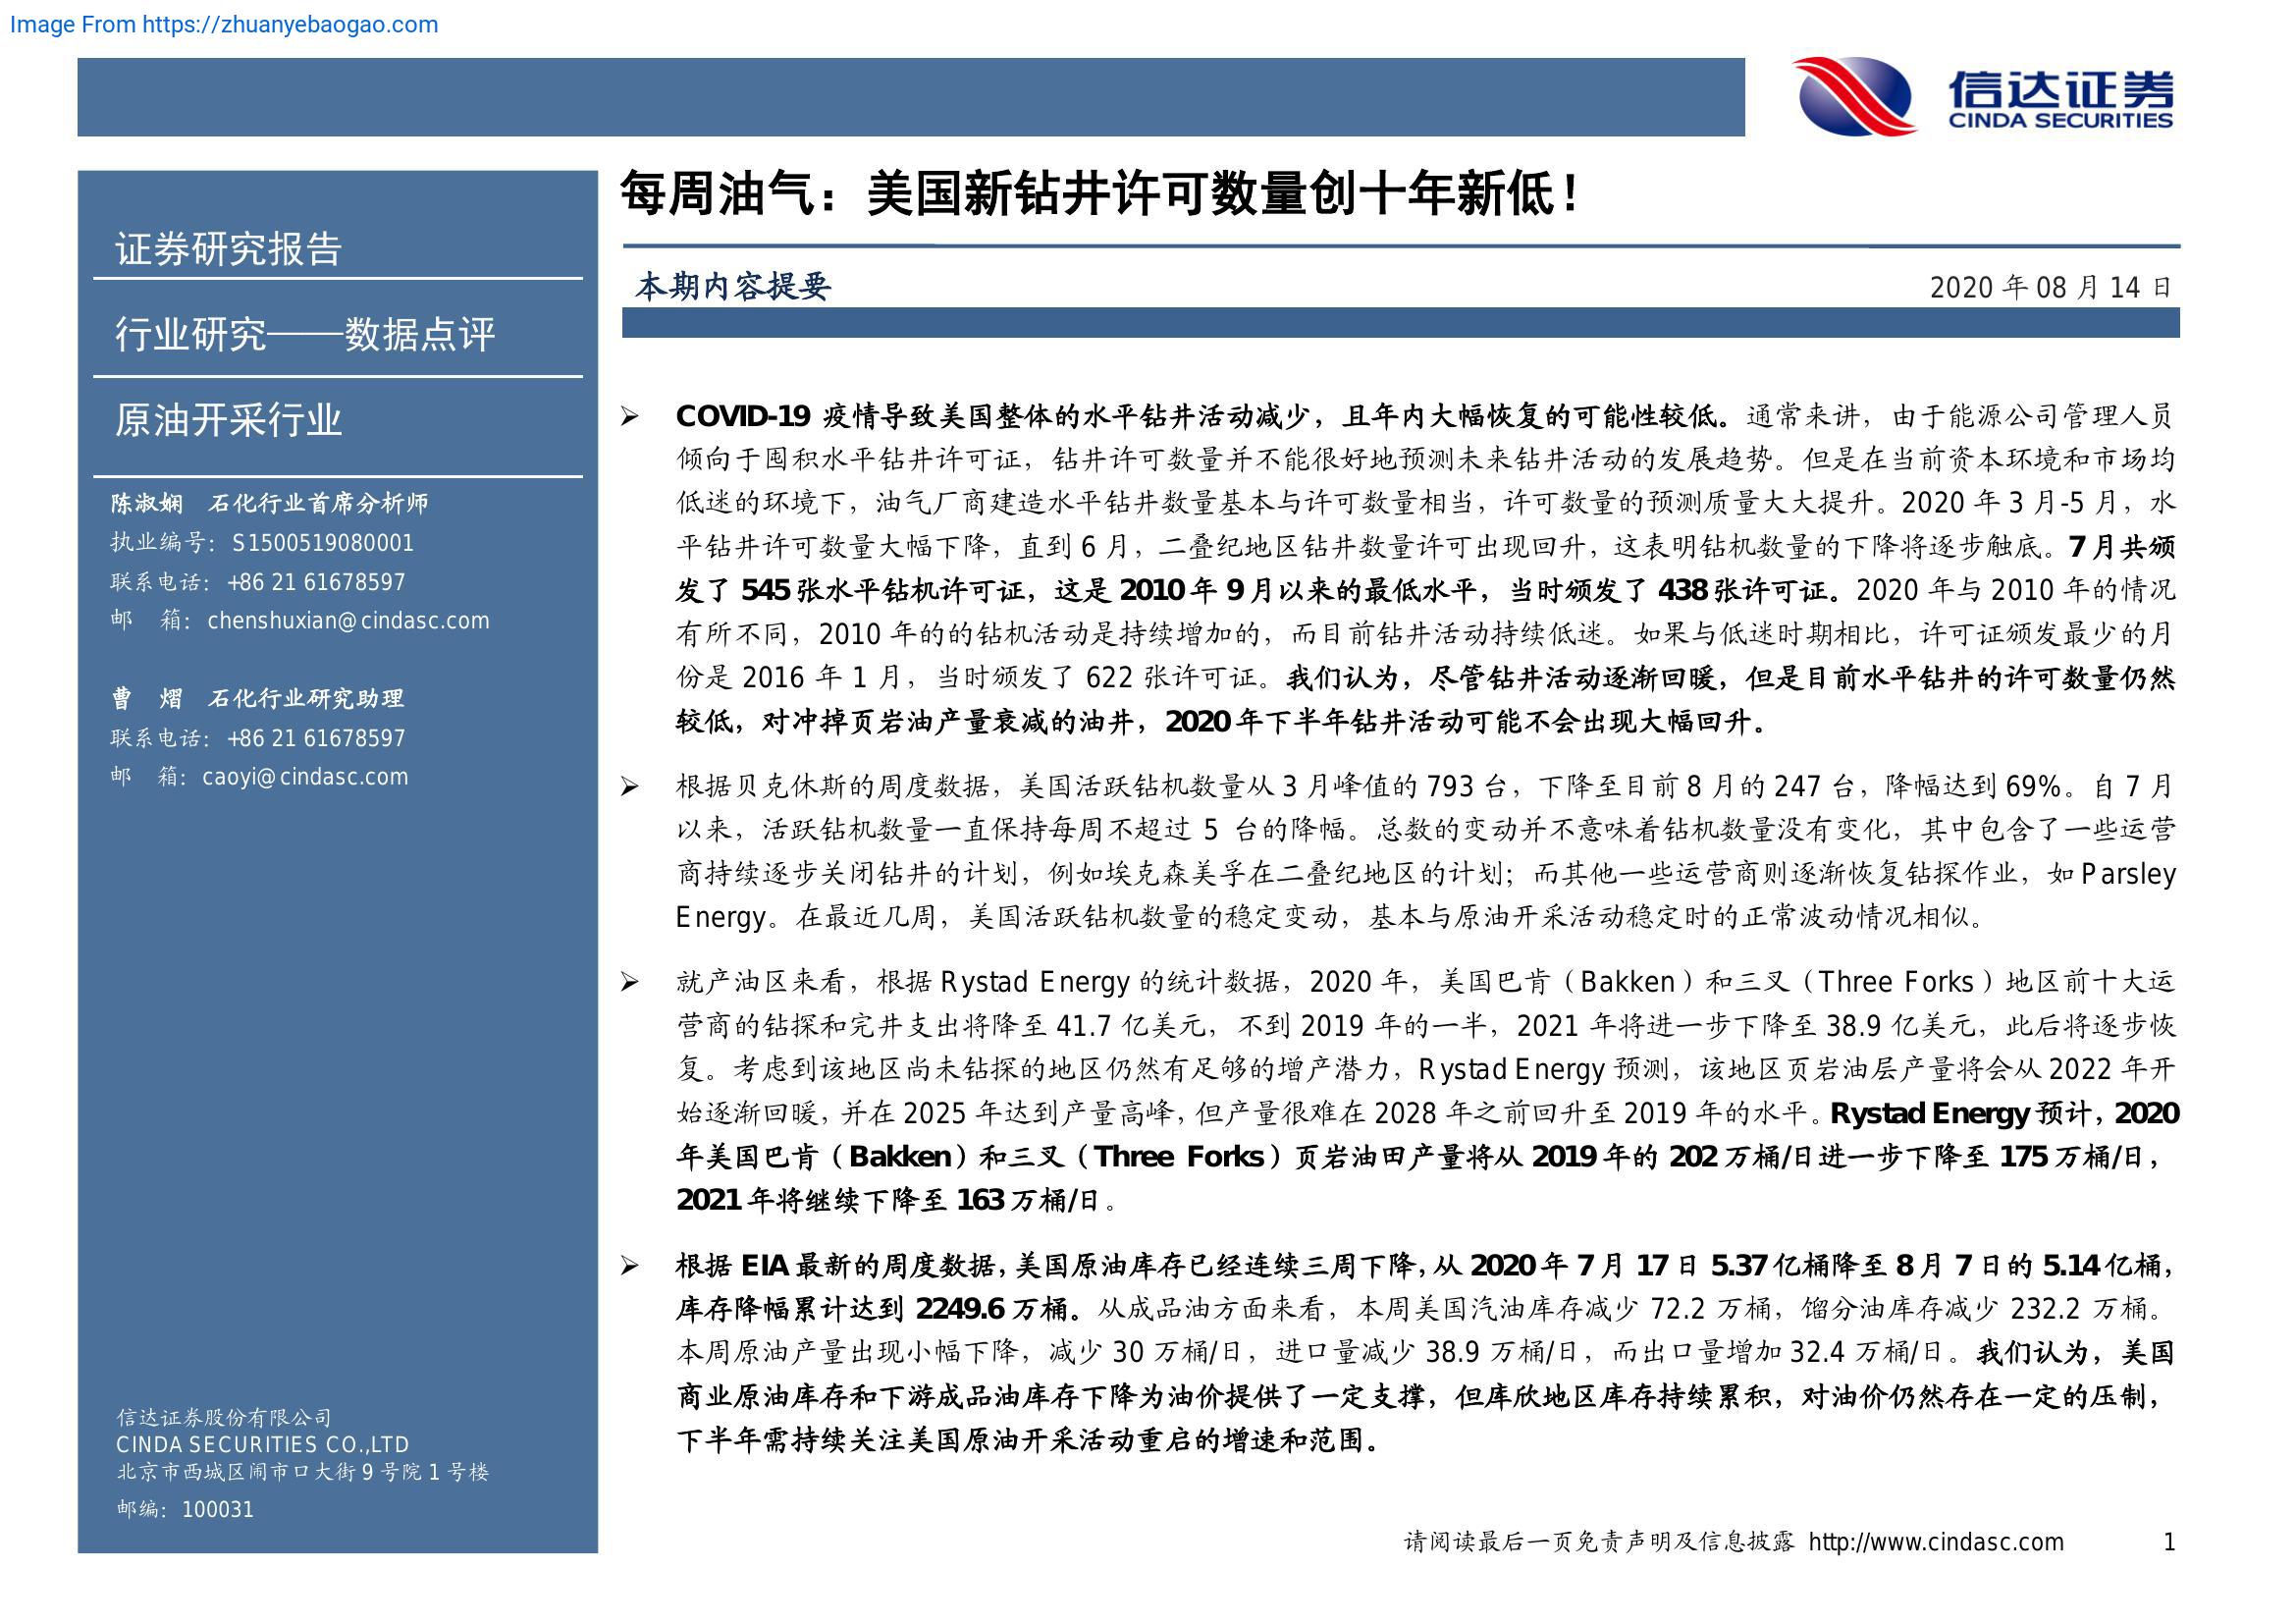 Image From https://zhuanyebaogao.com
信达证券
CINDA SECURITIES
证券研究报告
行业研究——数据点评
原油开采行业
陈淑娴 石化行业首席分析师
执业编号：S1500519080001
联系电话：+86 21 61678597
邮 箱：chenshuxian@cindasc.com
曹 熠 石化行业研究助理
联系电话：+86 21 61678597
邮 箱：caoyi@cindasc.com
信达证券股份有限公司
CINDA SECURITIES CO.,LTD
北京市西城区闹市口大街 9 号院 1 号楼
邮编：100031
每周油气：美国新钻井许可数量创十年新低！
本期内容提要
2020 年 08 月 14 日
➢ COVID-19 疫情导致美国整体的水平钻井活动减少，且年内大幅恢复的可能性较低。通常来讲，由于能源公司管理人员
倾向于囤积水平钻井许可证，钻井许可数量并不能很好地预测未来钻井活动的发展趋势。但是在当前资本环境和市场均
低迷的环境下，油气厂商建造水平钻井数量基本与许可数量相当，许可数量的预测质量大大提升。2020 年 3 月-5 月，水
平钻井许可数量大幅下降，直到 6 月，二叠纪地区钻井数量许可出现回升，这表明钻机数量的下降将逐步触底。7 月共颁
发了 545 张水平钻机许可证，这是 2010 年 9 月以来的最低水平，当时颁发了 438 张许可证。2020 年与 2010 年的情况
有所不同，2010 年的的钻机活动是持续增加的，而目前钻井活动持续低迷。如果与低迷时期相比，许可证颁发最少的月
份是 2016 年 1 月，当时颁发了 622 张许可证。我们认为，尽管钻井活动逐渐回暖，但是目前水平钻井的许可数量仍然
较低，对冲掉页岩油产量衰减的油井，2020 年下半年钻井活动可能不会出现大幅回升。
➢ 根据贝克休斯的周度数据，美国活跃钻机数量从 3 月峰值的 793 台，下降至目前 8 月的 247 台，降幅达到 69%。自 7 月
以来，活跃钻机数量一直保持每周不超过 5 台的降幅。总数的变动并不意味着钻机数量没有变化，其中包含了一些运营
商持续逐步关闭钻井的计划，例如埃克森美孚在二叠纪地区的计划；而其他一些运营商则逐渐恢复钻探作业，如 Parsley
Energy。在最近几周，美国活跃钻机数量的稳定变动，基本与原油开采活动稳定时的正常波动情况相似。
➢ 就产油区来看，根据 Rystad Energy 的统计数据，2020 年，美国巴肯（Bakken）和三叉（Three Forks）地区前十大运
营商的钻探和完井支出将降至 41.7 亿美元，不到 2019 年的一半，2021 年将进一步下降至 38.9 亿美元，此后将逐步恢
复。考虑到该地区尚未钻探的地区仍然有足够的增产潜力，Rystad Energy 预测，该地区页岩油层产量将会从 2022 年开
始逐渐回暖，并在 2025 年达到产量高峰，但产量很难在 2028 年之前回升至 2019 年的水平。Rystad Energy 预计，2020
年美国巴肯（Bakken）和三叉（Three Forks）页岩油田产量将从 2019 年的 202 万桶/日进一步下降至 175 万桶/日，
2021 年将继续下降至 163 万桶/日。
➢ 根据 EIA 最新的周度数据，美国原油库存已经连续三周下降，从 2020 年 7 月 17 日 5.37 亿桶降至 8 月 7 日的 5.14 亿桶，
库存降幅累计达到 2249.6 万桶。从成品油方面来看，本周美国汽油库存减少 72.2 万桶，馏分油库存减少 232.2 万桶。
本周原油产量出现小幅下降，减少 30 万桶/日，进口量减少 38.9 万桶/日，而出口量增加 32.4 万桶/日。我们认为，美国
商业原油库存和下游成品油库存下降为油价提供了一定支撑，但库欣地区库存持续累积，对油价仍然存在一定的压制，
下半年需持续关注美国原油开采活动重启的增速和范围。
请阅读最后一页免责声明及信息披露 http://www.cindasc.com 1